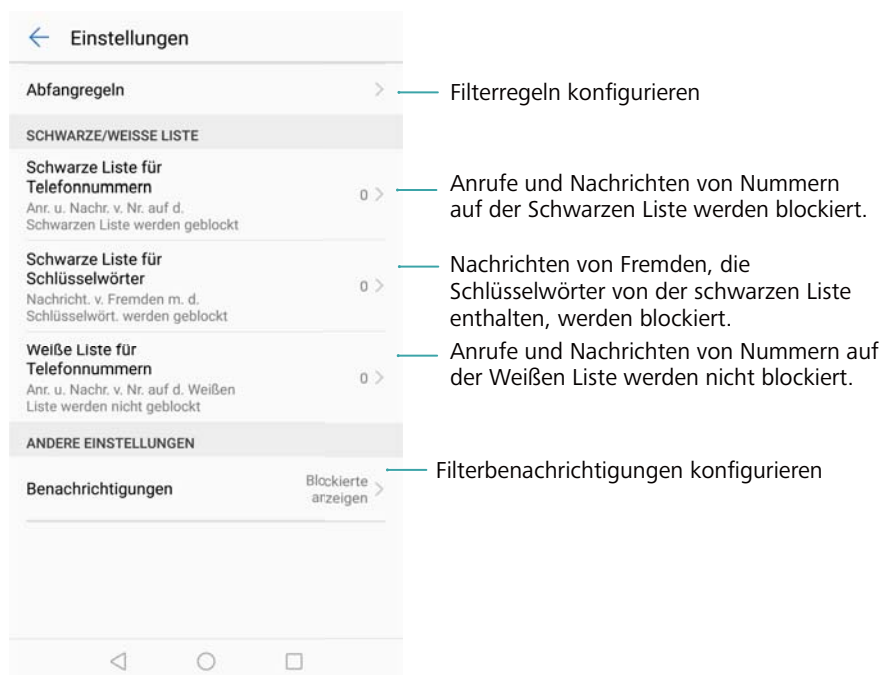 Einstellungen
Abfangregeln
Filterregeln konfigurieren
SCHWARZE/WEISSE LISTE
Schwarze Liste für
Telefonnummern
Anr. u. Nachr. v. Nr. auf d.
Schwarzen Liste werden geblockt
0
Anrufe und Nachrichten von Nummern
auf der Schwarzen Liste werden blockiert.
Schwarze Liste für
Schlüsselwörter
Nachricht. v. Fremden m. d.
Schlüsselwört. werden geblockt
0
Nachrichten von Fremden, die
Schlüsselwörter von der schwarzen Liste
enthalten, werden blockiert.
Weiße Liste für
Telefonnummern
Anr. u. Nachr. v. Nr. auf d. Weißen
Liste werden nicht geblockt
0
Anrufe und Nachrichten von Nummern auf
der Weißen Liste werden nicht blockiert.
ANDERE EINSTELLUNGEN
Benachrichtigungen
Blockierte
anzeigen
Filterbenachrichtigungen konfigurieren